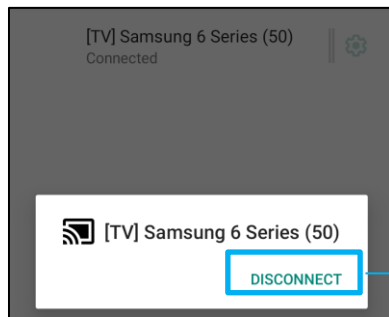 [TV] Samsung 6 Series (50)
Connected
[TV] Samsung 6 Series (50)
DISCONNECT